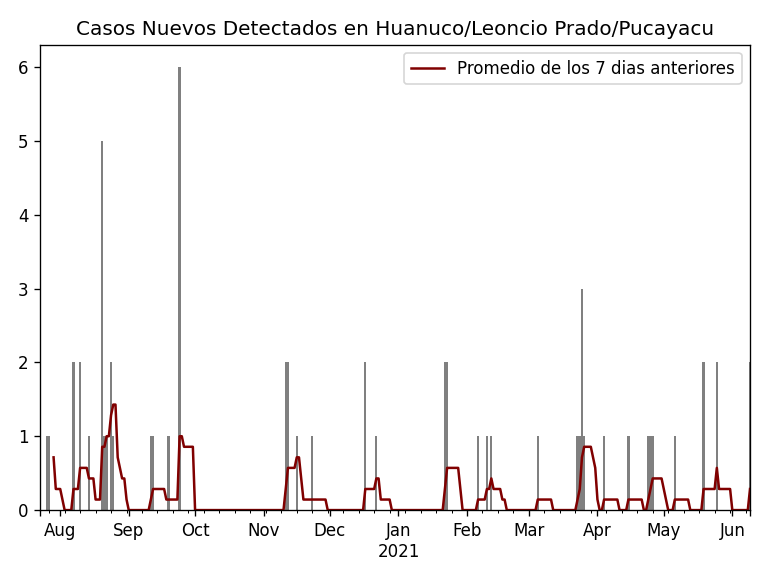 Casos Nuevos Detectados en Huanuco/Leoncio Prado/Pucayacu
Promedio de los 7 dias anteriores
6
5
4
3
2
1
0
Aug Sep Oct Nov Dec Jan Feb Mar Apr May Jun
2021